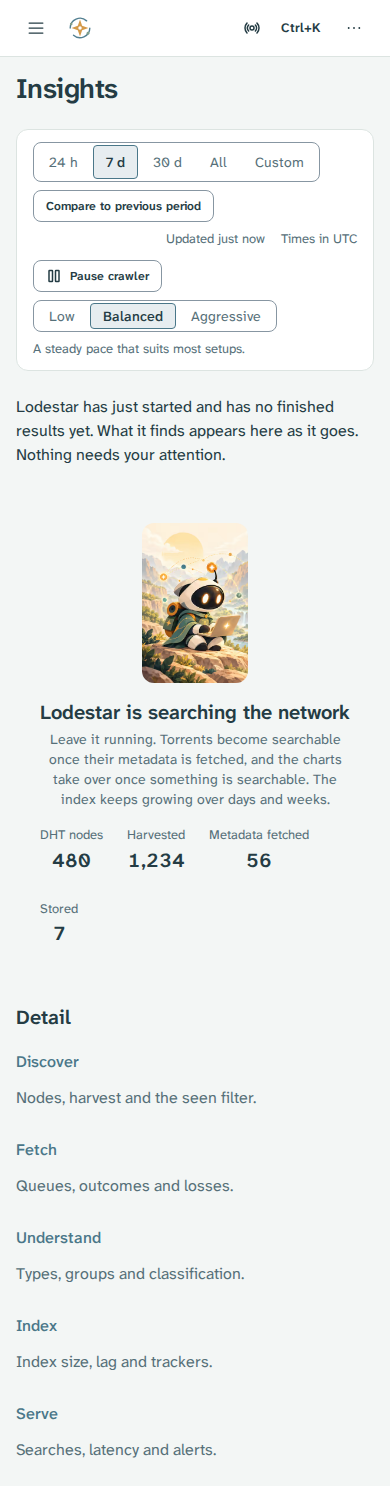 Ctrl+K
Insights
24 h 7 d 30 d All Custom
Compare to previous period
Updated just now Times in UTC
Pause crawler
Low Balanced Aggressive
A steady pace that suits most setups.
Lodestar has just started and has no finished
results yet. What it finds appears here as it goes.
Nothing needs your attention.
Lodestar is searching the network
Leave it running. Torrents become searchable
once their metadata is fetched, and the charts
take over once something is searchable. The
index keeps growing over days and weeks.
DHT nodes Harvested Metadata fetched
480 1,234 56
Stored
7
Detail
Discover
Nodes, harvest and the seen filter.
Fetch
Queues, outcomes and losses.
Understand
Types, groups and classification.
Index
Index size, lag and trackers.
Serve
Searches, latency and alerts.